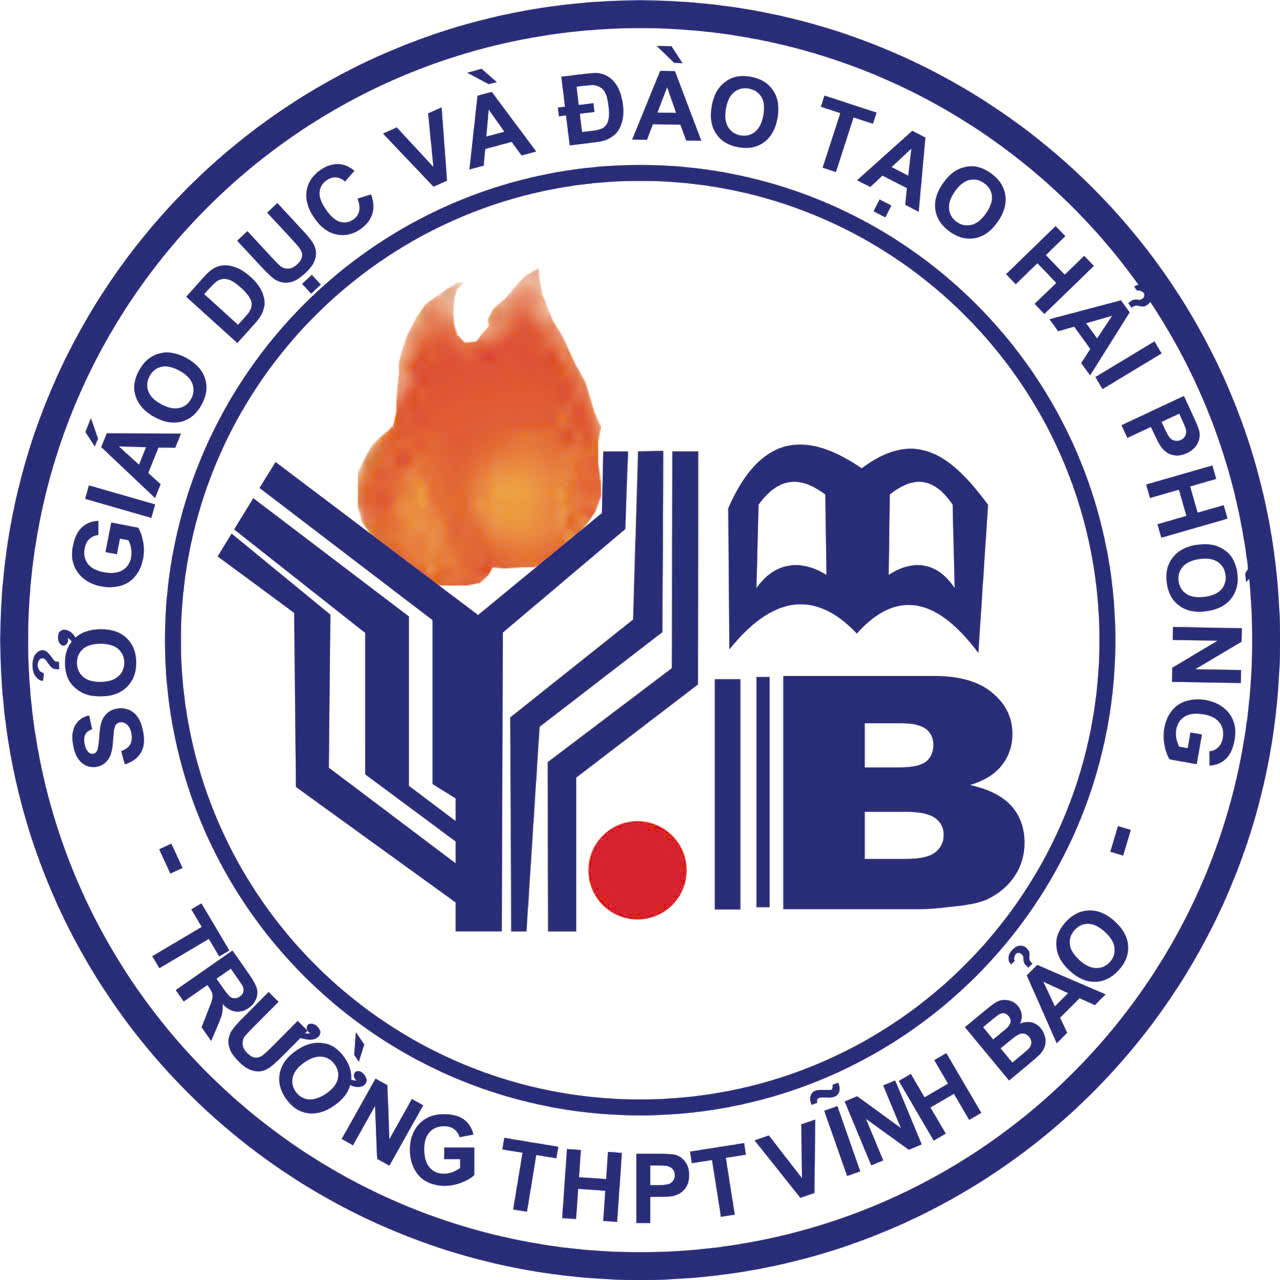 SỞ GIÁO DỤC VÀ ĐÀO TẠO HẢI PHÒNG
V.B
- TRƯỜNG THPT VĨNH BẢO -